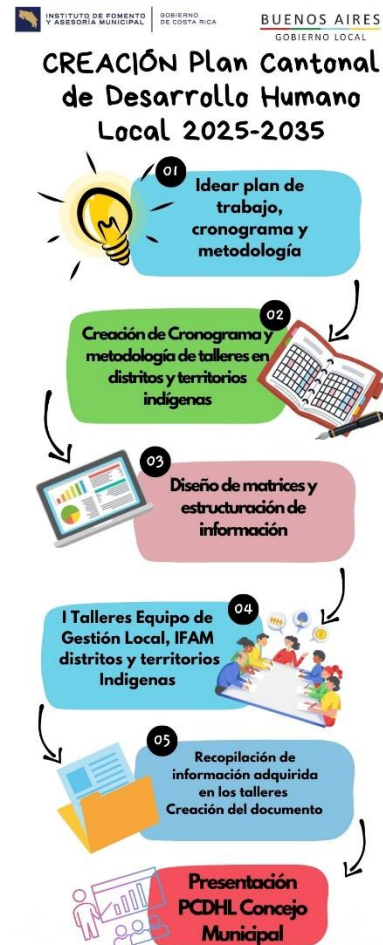 INSTITUTO DE FOMENTO
Y ASESORÍA MUNICIPAL
GOBIERNO
DE COSTA RICA
BUENOS AIRES
GOBIERNO LOCAL
CREACIÓN Plan Cantonal
de Desarrollo Humano
Local 2025-2035
01
Idear plan de
trabajo,
cronograma y
metodología
02
Creación de Cronograma y
metodología de talleres en
distritos y territorios
indígenas
03
Diseño de matrices y
estructuración de
información
04
I Talleres Equipo de
Gestión Local, IFAM
distritos y territorios
Indigenas
05
Recopilación de
información adquirida
en los talleres
Creación del documento
Presentación
PCDHL Concejo
Municipal